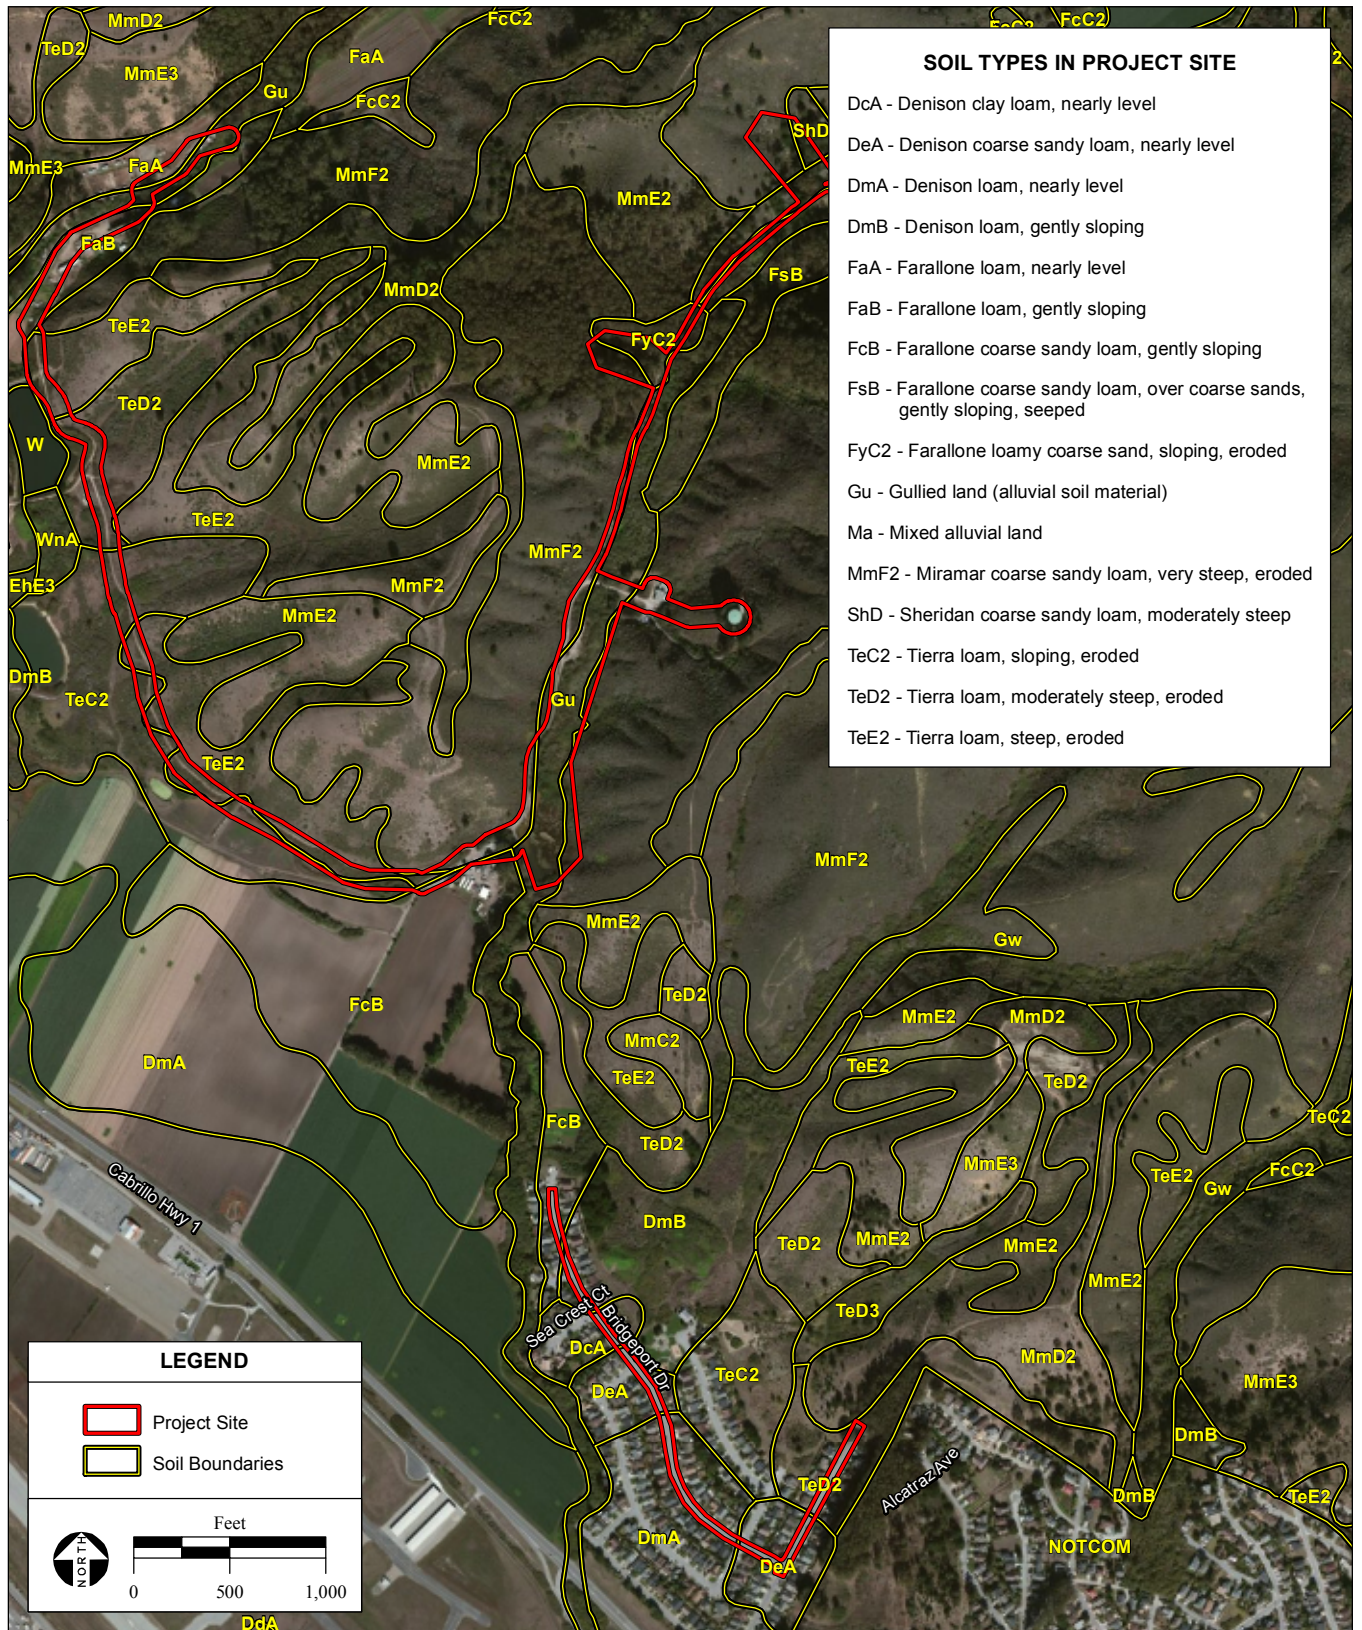 MmD2
FcC2
FcC2
FcC2
TeD2
FaA
MmE3
2
Gu
FcC2
SOIL TYPES IN PROJECT SITE
DcA - Denison clay loam, nearly level
DeA - Denison coarse sandy loam, nearly level
DmA - Denison loam, nearly level
DmB - Denison loam, gently sloping
FaA - Farallone loam, nearly level
FaB - Farallone loam, gently sloping
FcB - Farallone coarse sandy loam, gently sloping
FsB - Farallone coarse sandy loam, over coarse sands,
gently sloping, seeped
FyC2 - Farallone loamy coarse sand, sloping, eroded
Gu - Gullied land (alluvial soil material)
Ma - Mixed alluvial land
MmF2 - Miramar coarse sandy loam, very steep, eroded
ShD - Sheridan coarse sandy loam, moderately steep
TeC2 - Tierra loam, sloping, eroded
TeD2 - Tierra loam, moderately steep, eroded
TeE2 - Tierra loam, steep, eroded
ShD
MmE3
FaA
MmF2
MmE2
FaB
FsB
MmD2
TeE2
FyC2
TeD2
W
MmE2
TeE2
WnA
MmF2
EhE3
MmF2
MmE2
DmB
TeC2
Gu
TeE2
MmF2
MmE2
Gw
TeD2
FcB
MmE2
MmD2
MmC2
DmA
TeE2
TeE2
TeD2
FcB
TeD2
TeC2
MmE3
TeE2
FcC2
Gw
Cabrillo Hwy 1
DmB
TeD2
MmE2
MmE2
MmE2
TeD3
Sea Crest Ct
Bridgeport Dr
DcA
MmD2
TeC2
DeA
MmE3
DmB
TeD2
Alcatraz Ave
DmB
TeE2
DmA
NOTCOM
DeA
LEGEND
Project Site
Soil Boundaries
Feet
NORTH
0 500 1,000
DdA